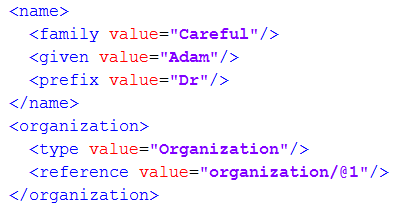 <name>
  <family value="Careful"/>
  <given value="Adam"/>
  <prefix value="Dr"/>
</name>
<organization>
  <type value="Organization"/>
  <reference value="organization/@1"/>
</organization>